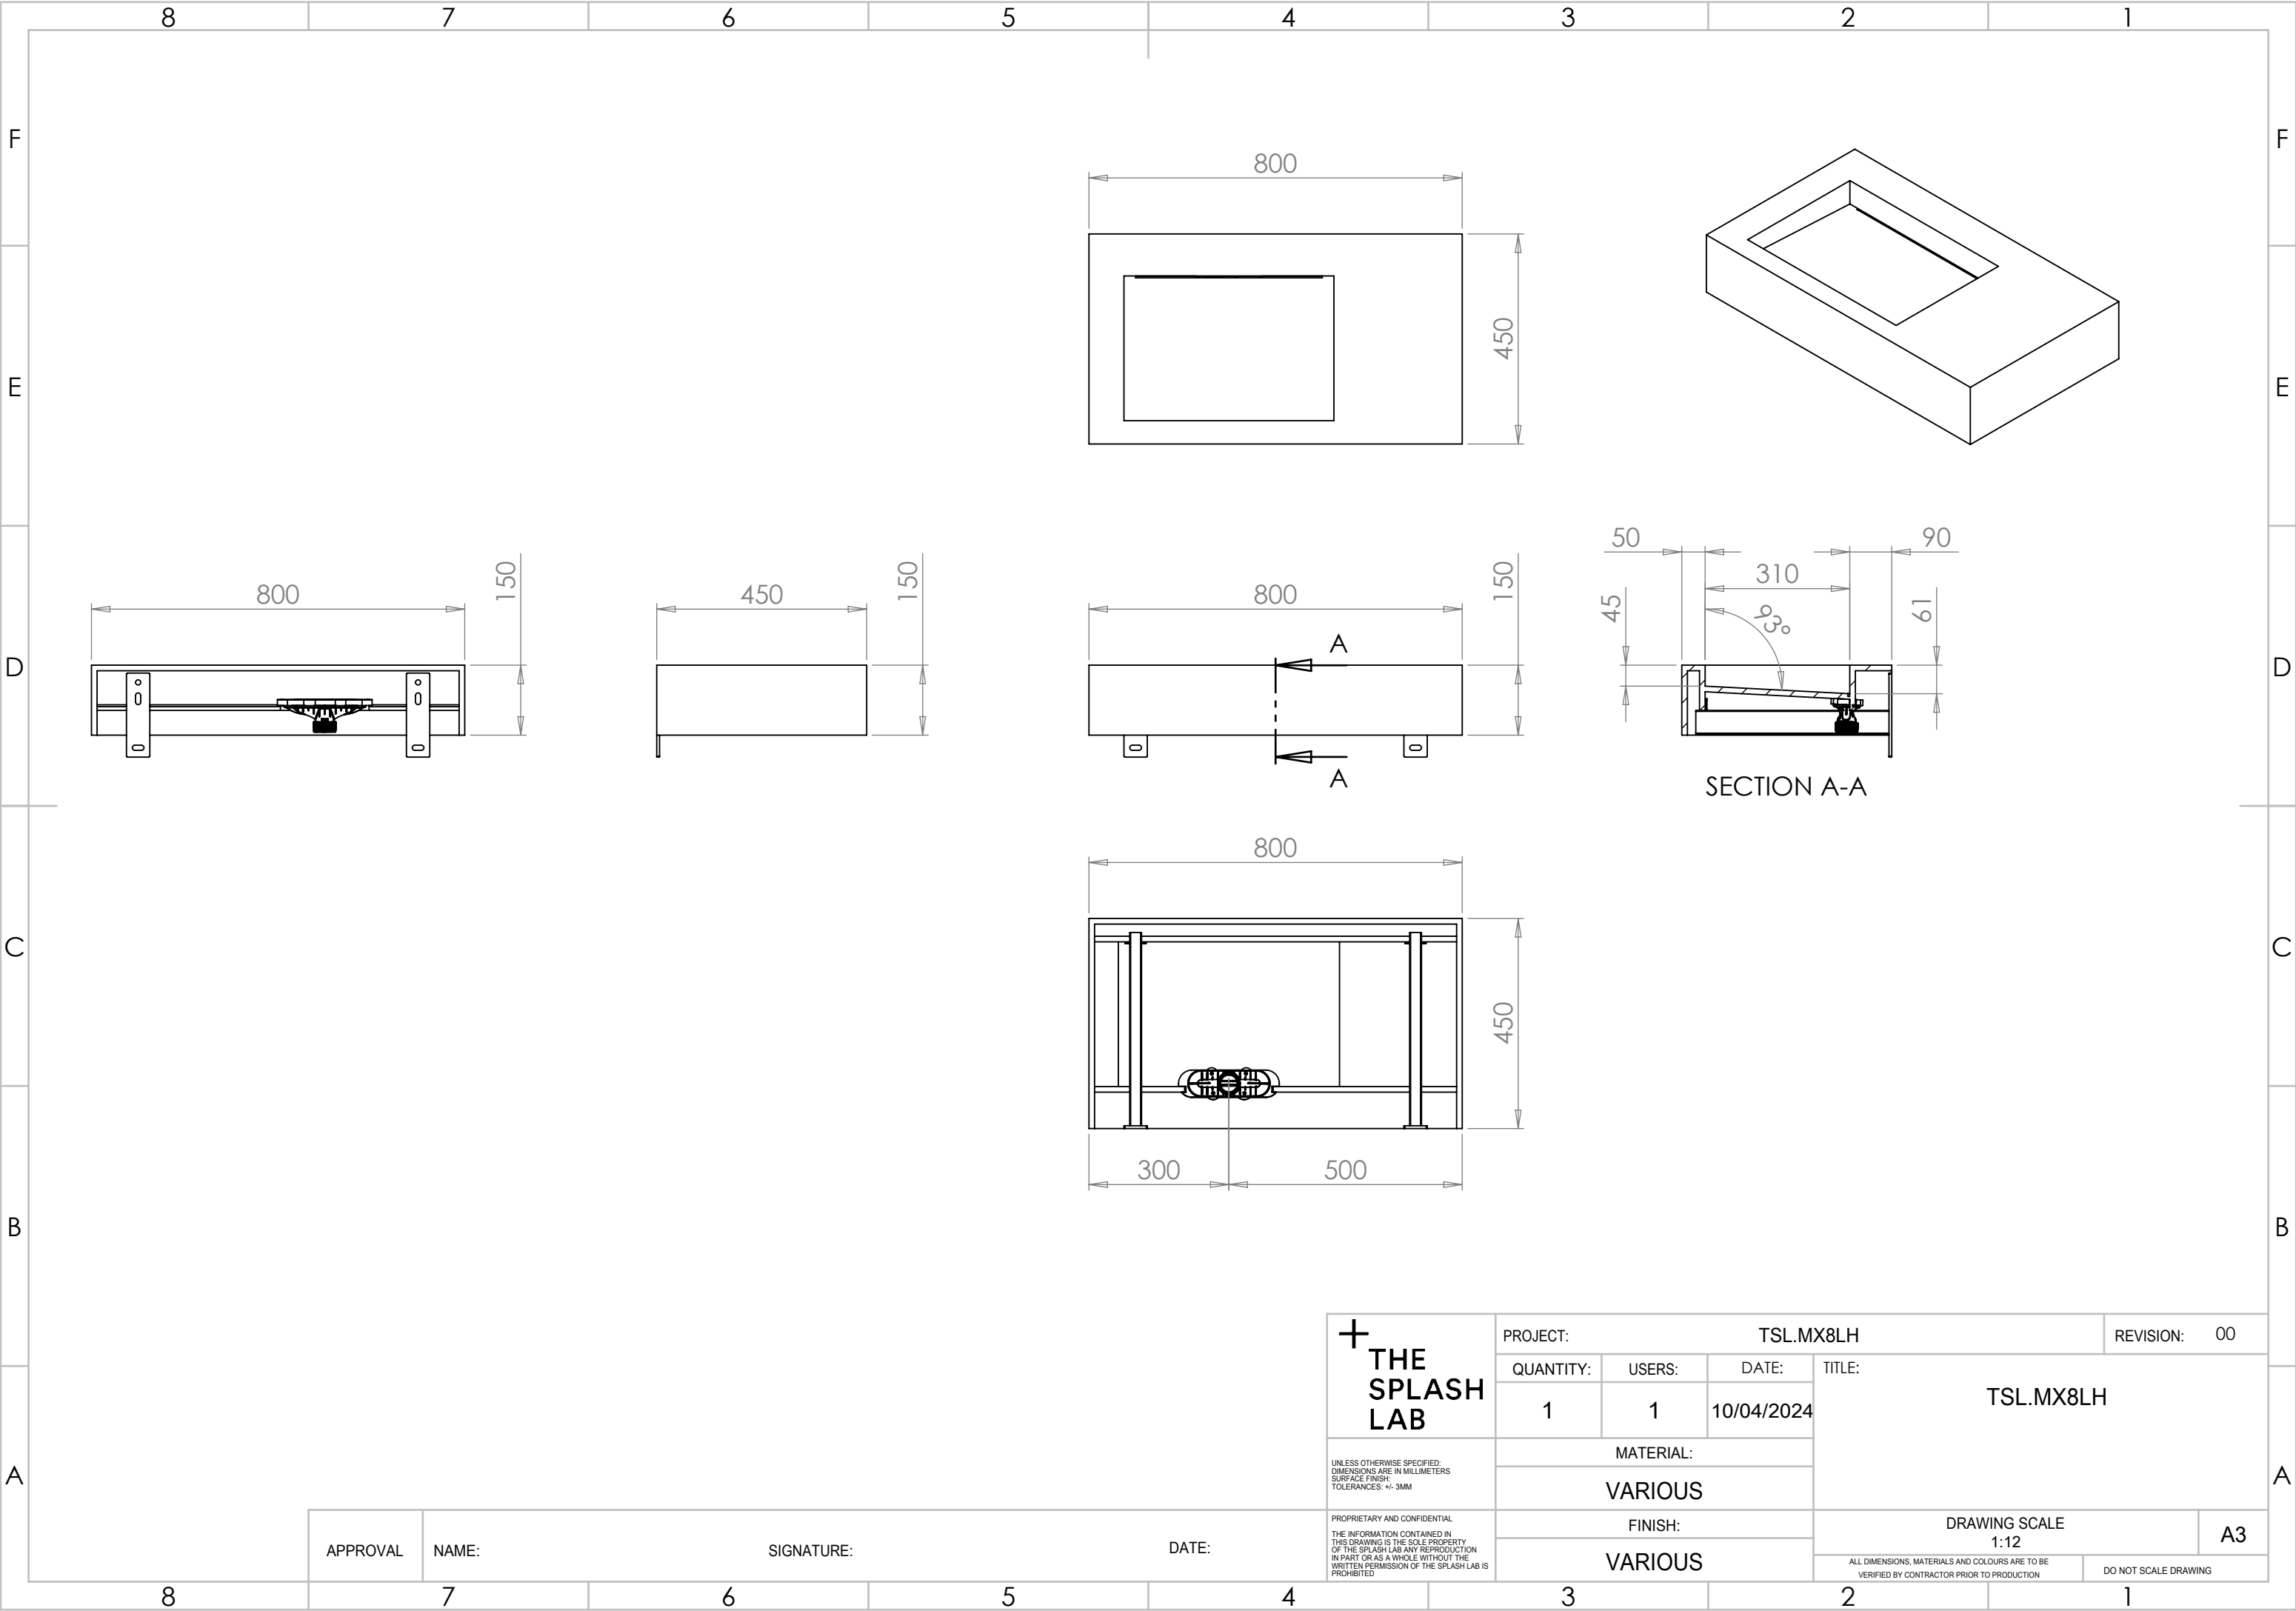 8 7 6 5 4 3 2 1
F F
800
450
E E
50 90
310
45 93° 61
800 150
450 150
800 150
A
D D
A
SECTION A-A
800
C C
450
300 500
B B
THE
SPLASH
LAB
PROJECT: TSL.MX8LH REVISION: 00
QUANTITY: USERS: DATE: TITLE:
1 1 10/04/2024 TSL.MX8LH
MATERIAL:
VARIOUS
UNLESS OTHERWISE SPECIFIED:
DIMENSIONS ARE IN MILLIMETERS
SURFACE FINISH:
TOLERANCES: +/- 3MM
A A
PROPRIETARY AND CONFIDENTIAL
THE INFORMATION CONTAINED IN
THIS DRAWING IS THE SOLE PROPERTY
OF THE SPLASH LAB ANY REPRODUCTION
IN PART OR AS A WHOLE WITHOUT THE
WRITTEN PERMISSION OF THE SPLASH LAB IS
PROHIBITED
FINISH:
VARIOUS
DRAWING SCALE
1:12
A3
ALL DIMENSIONS, MATERIALS AND COLOURS ARE TO BE
VERIFIED BY CONTRACTOR PRIOR TO PRODUCTION
DO NOT SCALE DRAWING
APPROVAL NAME: SIGNATURE: DATE:
8 7 6 5 4 3 2 1